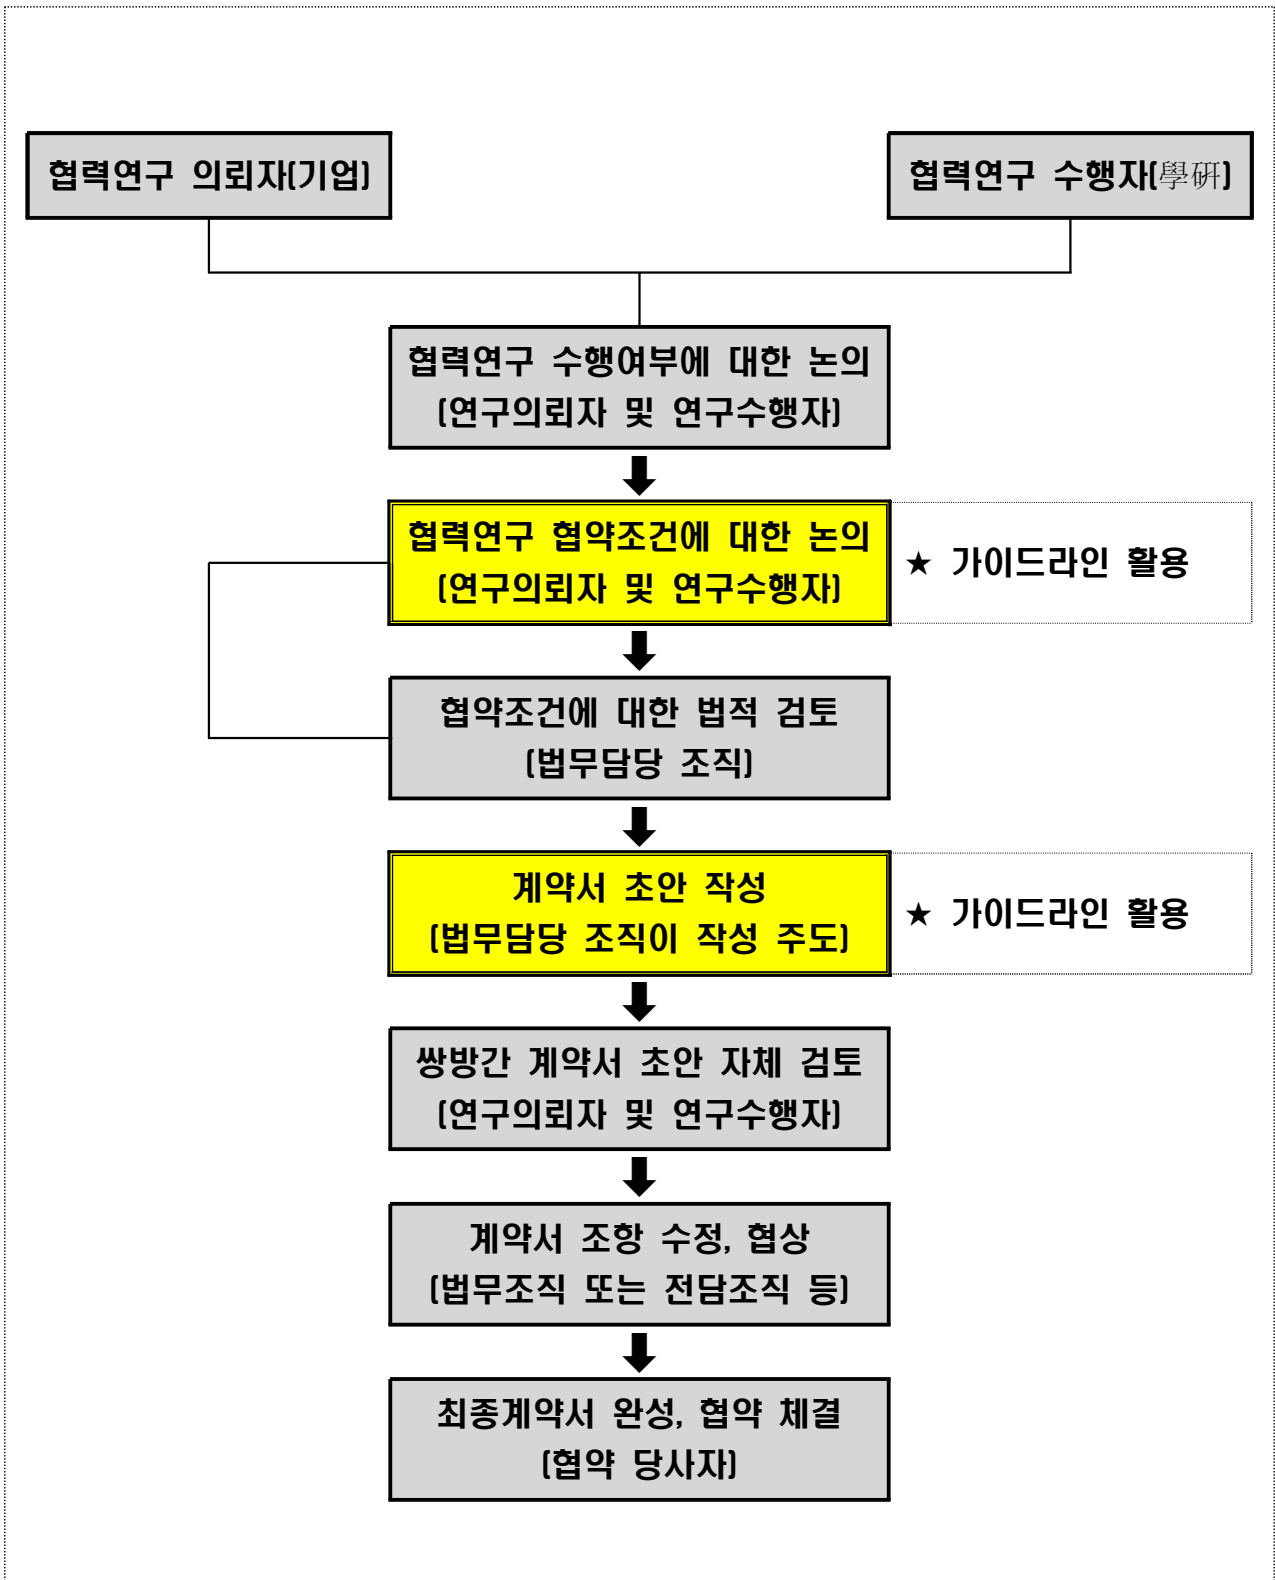 협력연구 의뢰자(기업)
협력연구 수행자(學硏)
협력연구 수행여부에 대한 논의
(연구의뢰자 및 연구수행자)
협력연구 협약조건에 대한 논의
(연구의뢰자 및 연구수행자)
★ 가이드라인 활용
협약조건에 대한 법적 검토
(법무담당 조직)
계약서 초안 작성
(법무담당 조직이 작성 주도)
★ 가이드라인 활용
쌍방간 계약서 초안 자체 검토
(연구의뢰자 및 연구수행자)
계약서 조항 수정, 협상
(법무조직 또는 전담조직 등)
최종계약서 완성, 협약 체결
(협약 당사자)